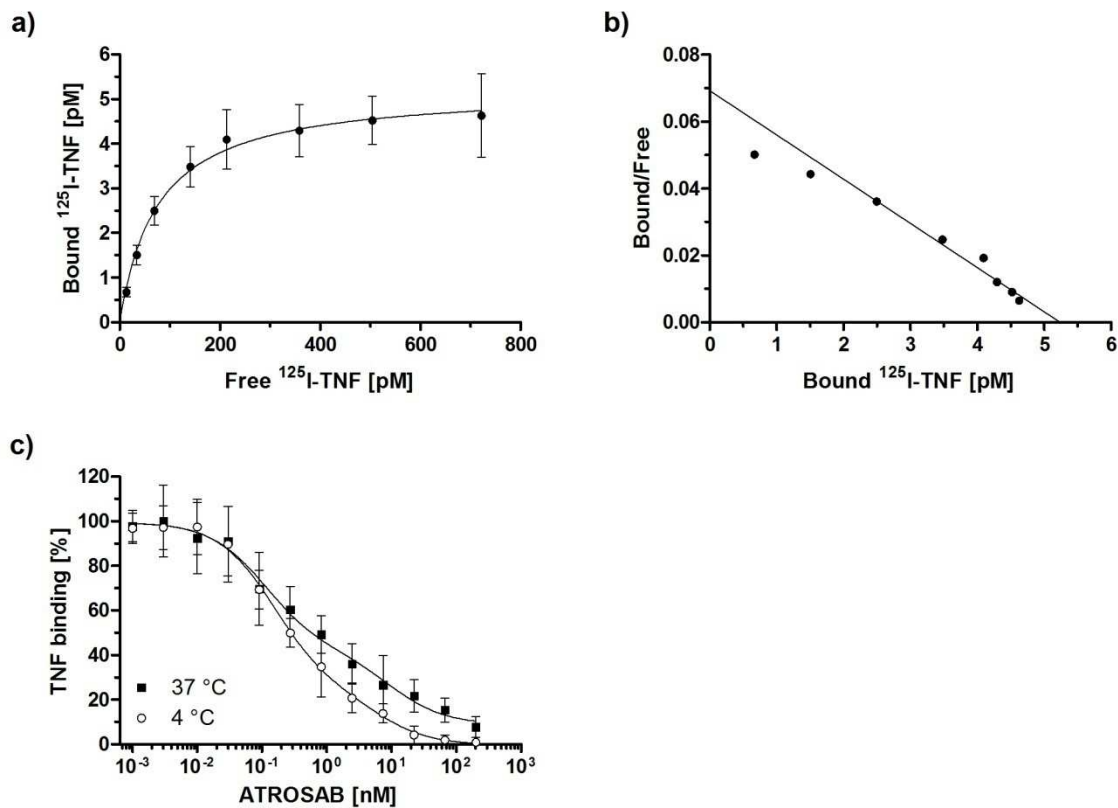 a)
Bound ¹²⁵I-TNF [pM]
6
5
4
3
2
1
0
0 200 400 600 800
Free ¹²⁵I-TNF [pM]
b)
Bound/Free
0.08
0.06
0.04
0.02
0.00
0 1 2 3 4 5 6
Bound ¹²⁵I-TNF [pM]
c)
TNF binding [%]
120
100
80
60
40
20
0
37 °C
4 °C
10⁻³ 10⁻² 10⁻¹ 10⁰ 10¹ 10² 10³
ATROSAB [nM]